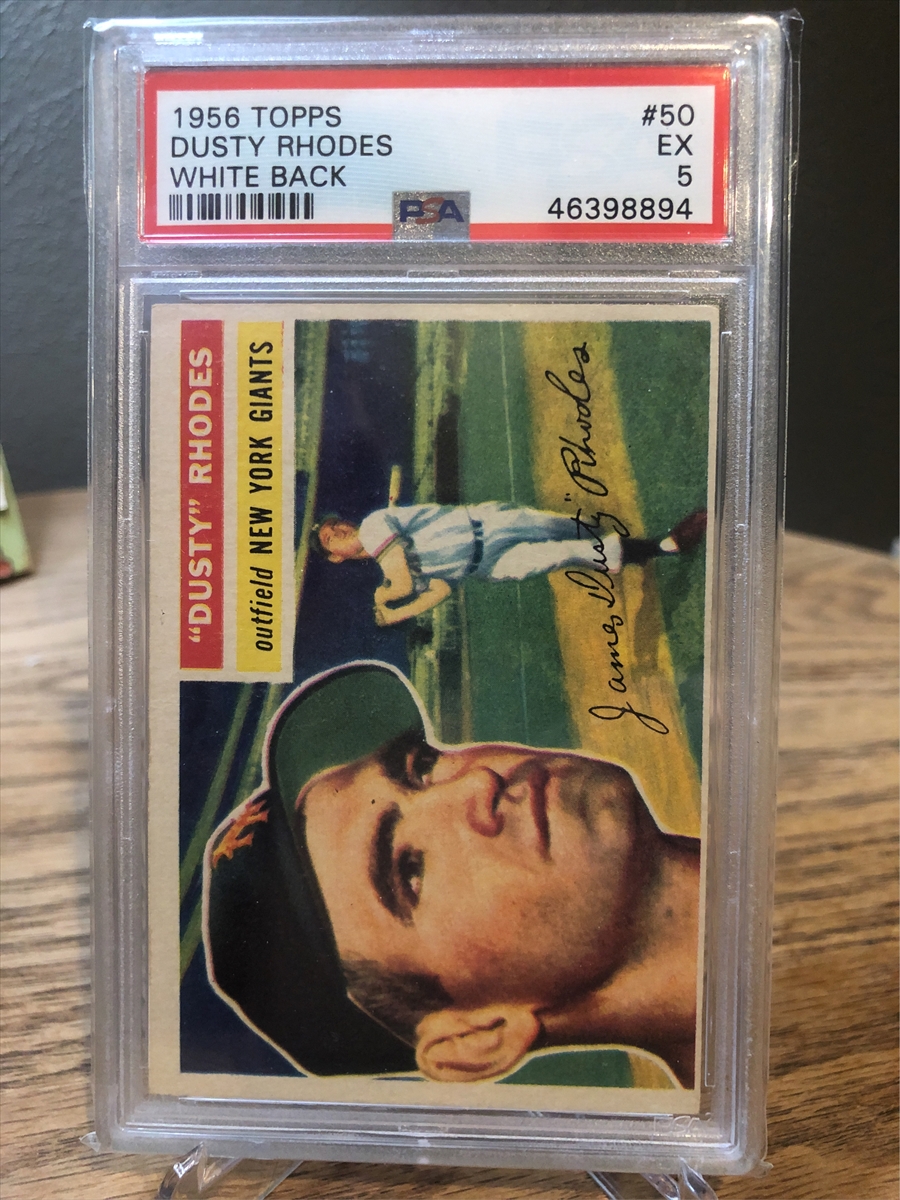 1956 TOPPS #50
DUSTY RHODES EX
WHITE BACK 5
PSA 46398894
"DUSTY" RHODES
outfield NEW YORK GIANTS
James "Dusty" Rhodes